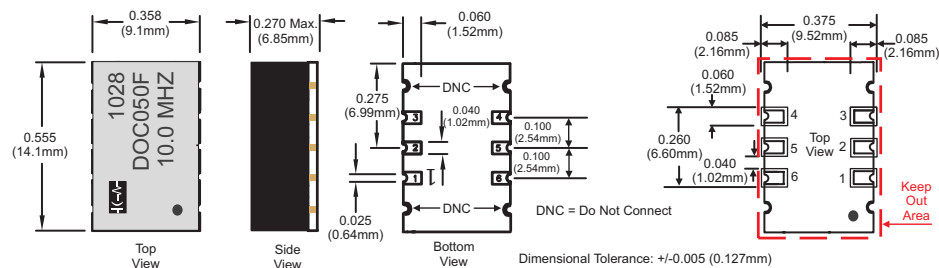 0.358
(9.1mm)
0.555
(14.1mm)
1028
DOC050F
10.0 MHZ
Top
View
0.270 Max.
(6.85mm)
Side
View
0.060
(1.52mm)
0.275
(6.99mm)
DNC
0.040
(1.02mm)
3
4
2
5
1
1
6
0.100
(2.54mm)
0.100
(2.54mm)
0.025
(0.64mm)
DNC
DNC = Do Not Connect
Bottom
View
Dimensional Tolerance: +/-0.005 (0.127mm)
0.375
(9.52mm)
0.085
(2.16mm)
0.085
(2.16mm)
0.060
(1.52mm)
0.260
(6.60mm)
0.040
(1.02mm)
4
3
5
Top
View
2
6
1
Keep
Out
Area